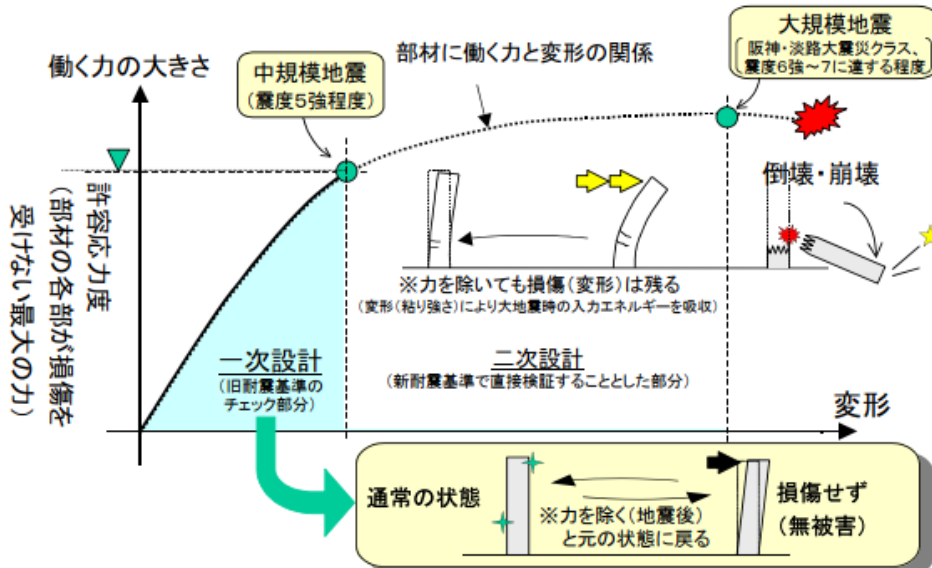 働く力の大きさ
中規模地震
(震度5強程度)
部材に働く力と変形の関係
大規模地震
阪神・淡路大震災クラス、
震度6強～7に達する程度
許容応力度
(部材の各部が損傷を
受けない最大の力)
倒壊・崩壊
※力を除いても損傷(変形)は残る
(変形(粘り強さ)により大地震時の入力エネルギーを吸収)
一次設計
(旧耐震基準の
チェック部分)
二次設計
(新耐震基準で直接検証することとした部分)
変形
通常の状態
※力を除く(地震後)
と元の状態に戻る
損傷せず
(無被害)